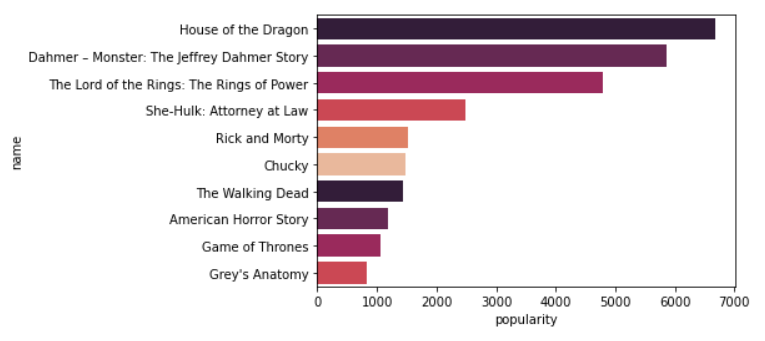 House of the Dragon
Dahmer – Monster: The Jeffrey Dahmer Story
The Lord of the Rings: The Rings of Power
She-Hulk: Attorney at Law
Rick and Morty
Chucky
The Walking Dead
American Horror Story
Game of Thrones
Grey's Anatomy
name
0 1000 2000 3000 4000 5000 6000 7000
popularity